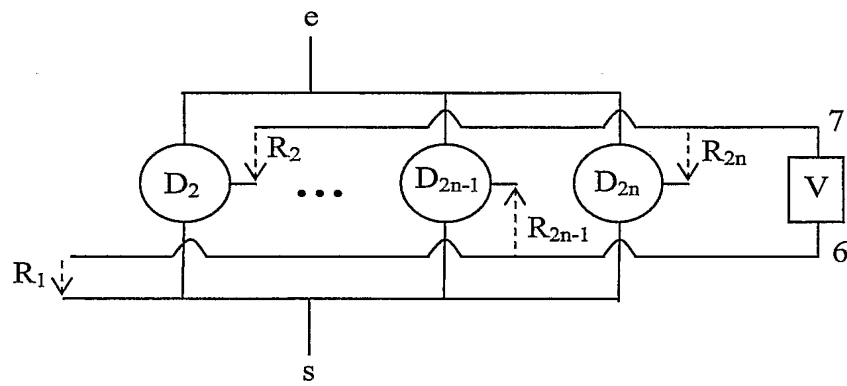 e
7
R₂
R₂ₙ
D₂
...
D₂ₙ₋₁
D₂ₙ
V
R₂ₙ₋₁
6
R₁
s